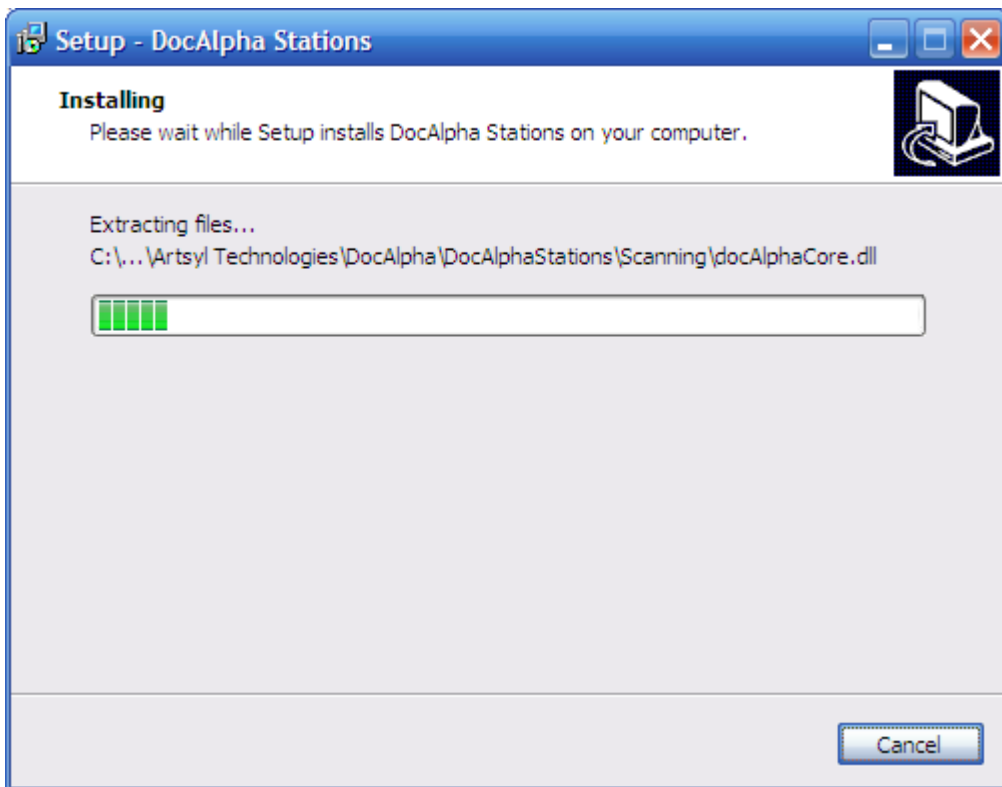 Setup - DocAlpha Stations
Installing
Please wait while Setup installs DocAlpha Stations on your computer.
Extracting files...
C:\...\Artsyl Technologies\DocAlpha\DocAlphaStations\Scanning\docAlphaCore.dll
Cancel